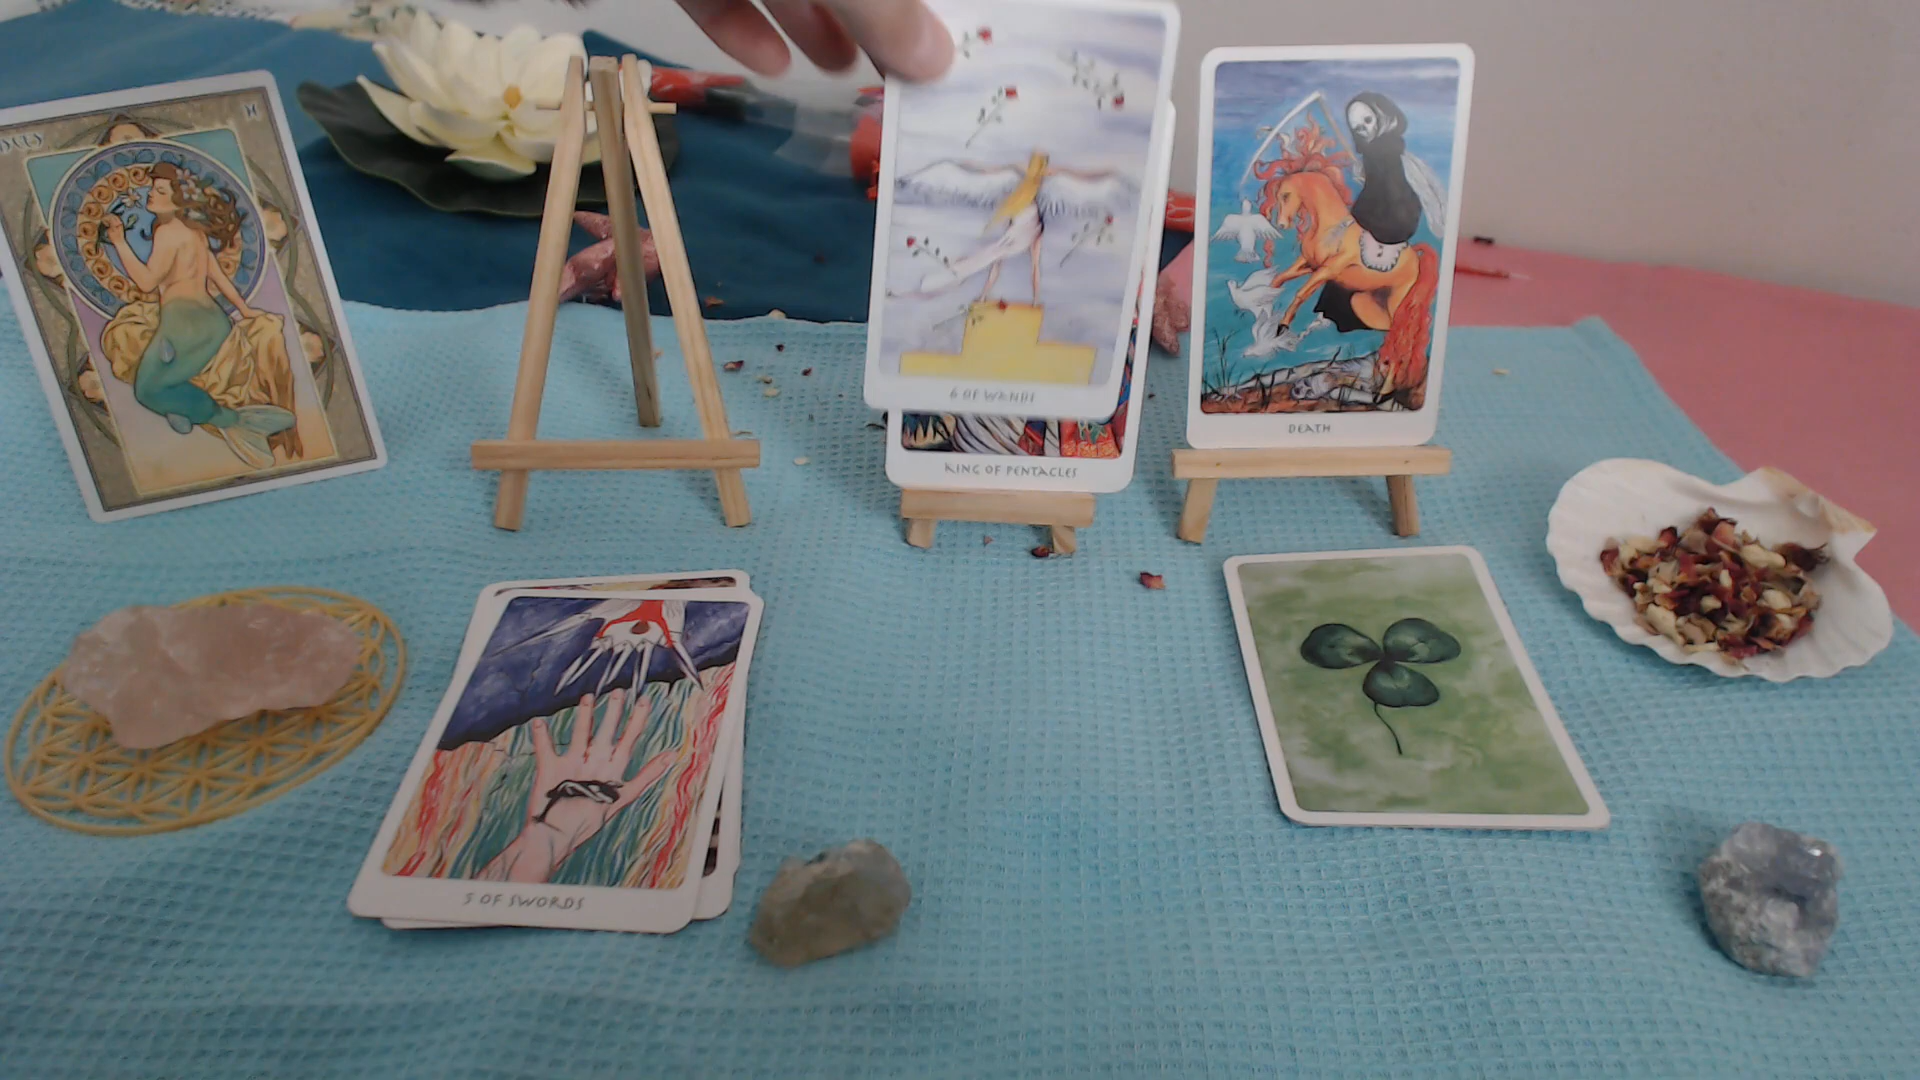 6 OF WANDS
DEATH
KING OF PENTACLES
5 OF SWORDS